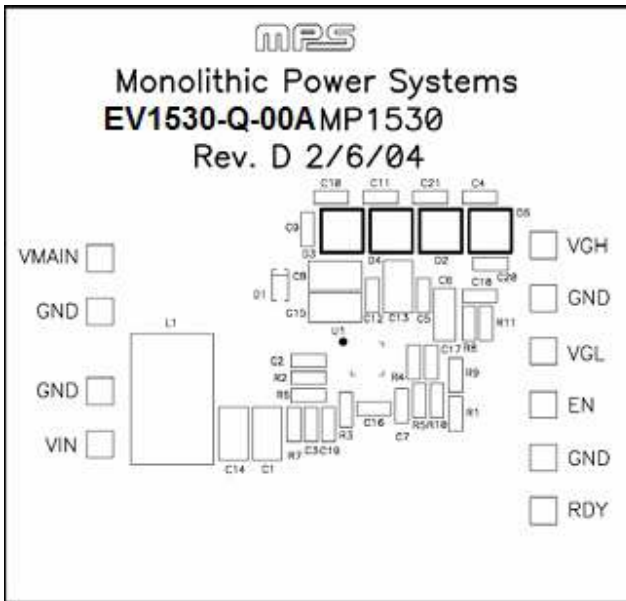 MPS
Monolithic Power Systems
EV1530-Q-00A MP1530
Rev. D 2/6/04
C10 C11 C21 C4
C9 D3 D4 D2 D5
VMAIN VGH
C8 C20
D1 C6 C18
GND C15 C12 C13 C5 GND
L1 U1 C17 R8 R11
C2 VGL
R2 R4 R9
GND R6 EN
R3 C16 C7 R5 R10 R1
VIN R7 C3 C19 GND
C14 C1
RDY